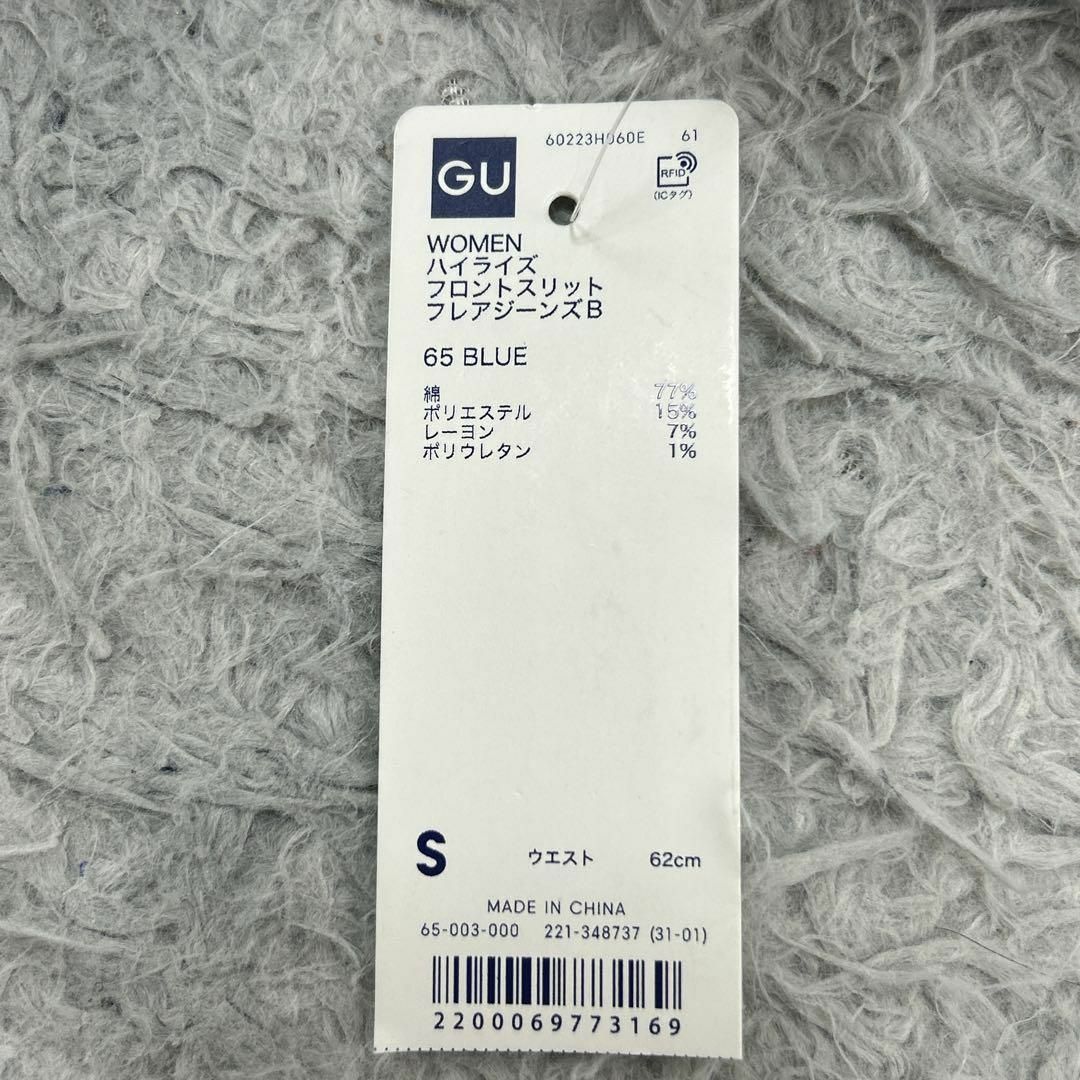 GU
60223H060E 61
RFID
(ICタグ)
WOMEN
ハイライズ
フロントスリット
フレアジーンズB
65 BLUE
綿 77%
ポリエステル 15%
レーヨン 7%
ポリウレタン 1%
S ウエスト 62cm
MADE IN CHINA
65-003-000 221-348737 (31-01)
2200069773169